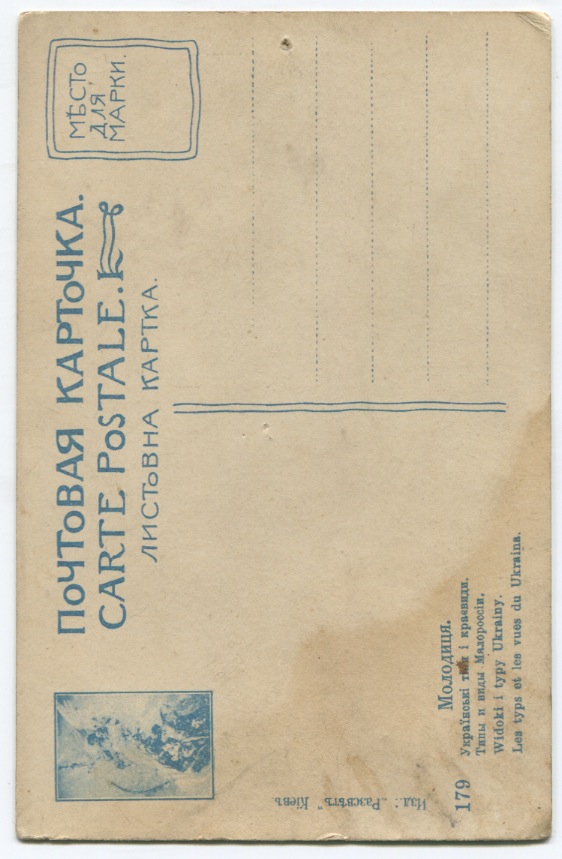 ПОЧТОВАЯ КАРТОЧКА.
CARTE POSTALE.
ЛИСТОВНА КАРТКА.
МѢСТО
ДЛЯ
МАРКИ.
Молодиця.
179
Українські типи і краєвиди.
Типы и виды Малороссіи.
Widoki i typy Ukrainy.
Les typs et les vues du Ukraina.
Изд.: „Разсвѣтъ" Кіевъ